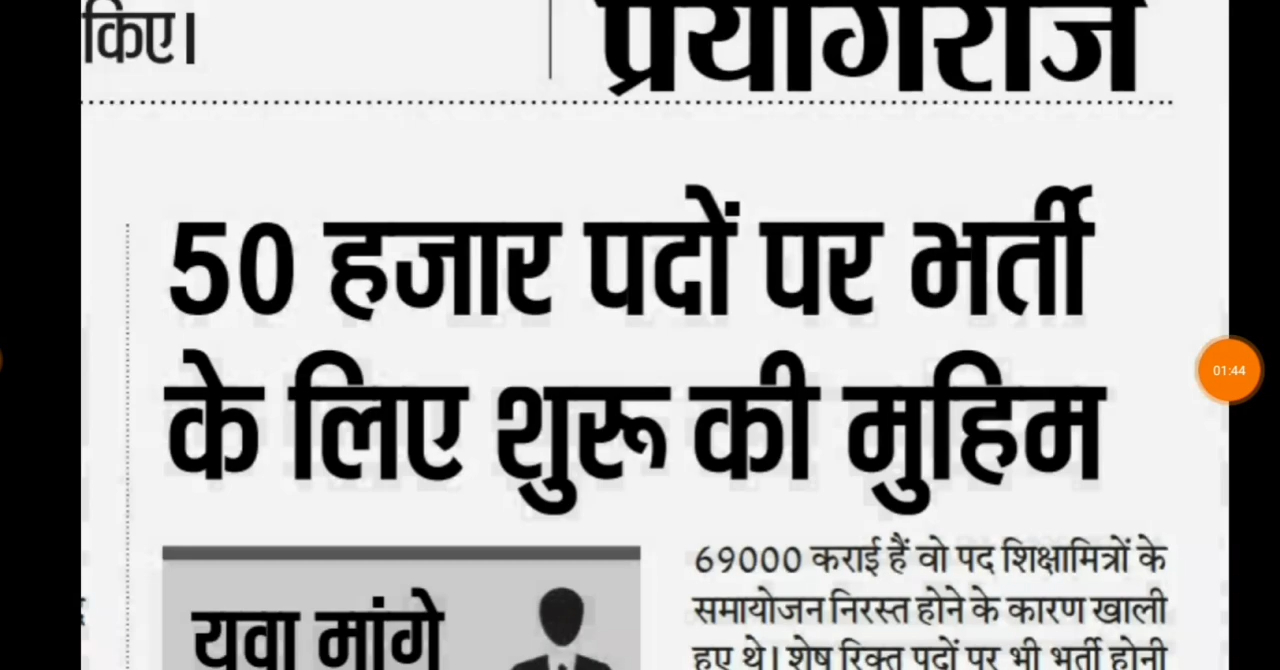 किए।
प्रयागराज
50 हजार पदों पर भर्ती
के लिए शुरू की मुहिम
युवा मांगे
69000 कराई हैं वो पद शिक्षामित्रों के
समायोजन निरस्त होने के कारण खाली
हुए थे। शेष रिक्त पदों पर भी भर्ती होनी
01:44